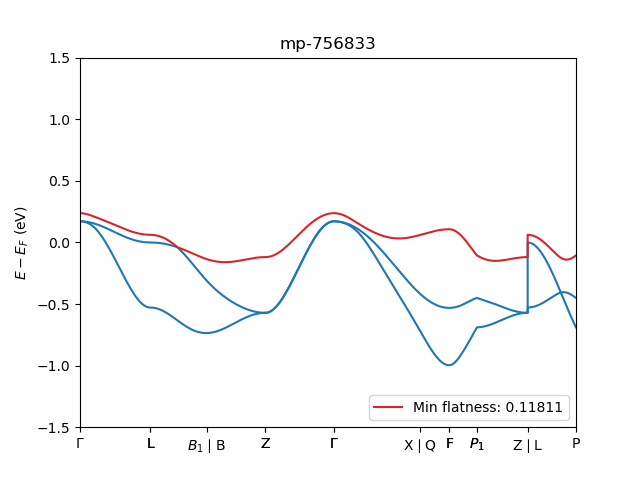 mp-756833
E − E_F (eV)
1.5
1.0
0.5
0.0
−0.5
−1.0
−1.5
Min flatness: 0.11811
Γ L B₁ | B Z Γ X | Q F P₁ Z | L P